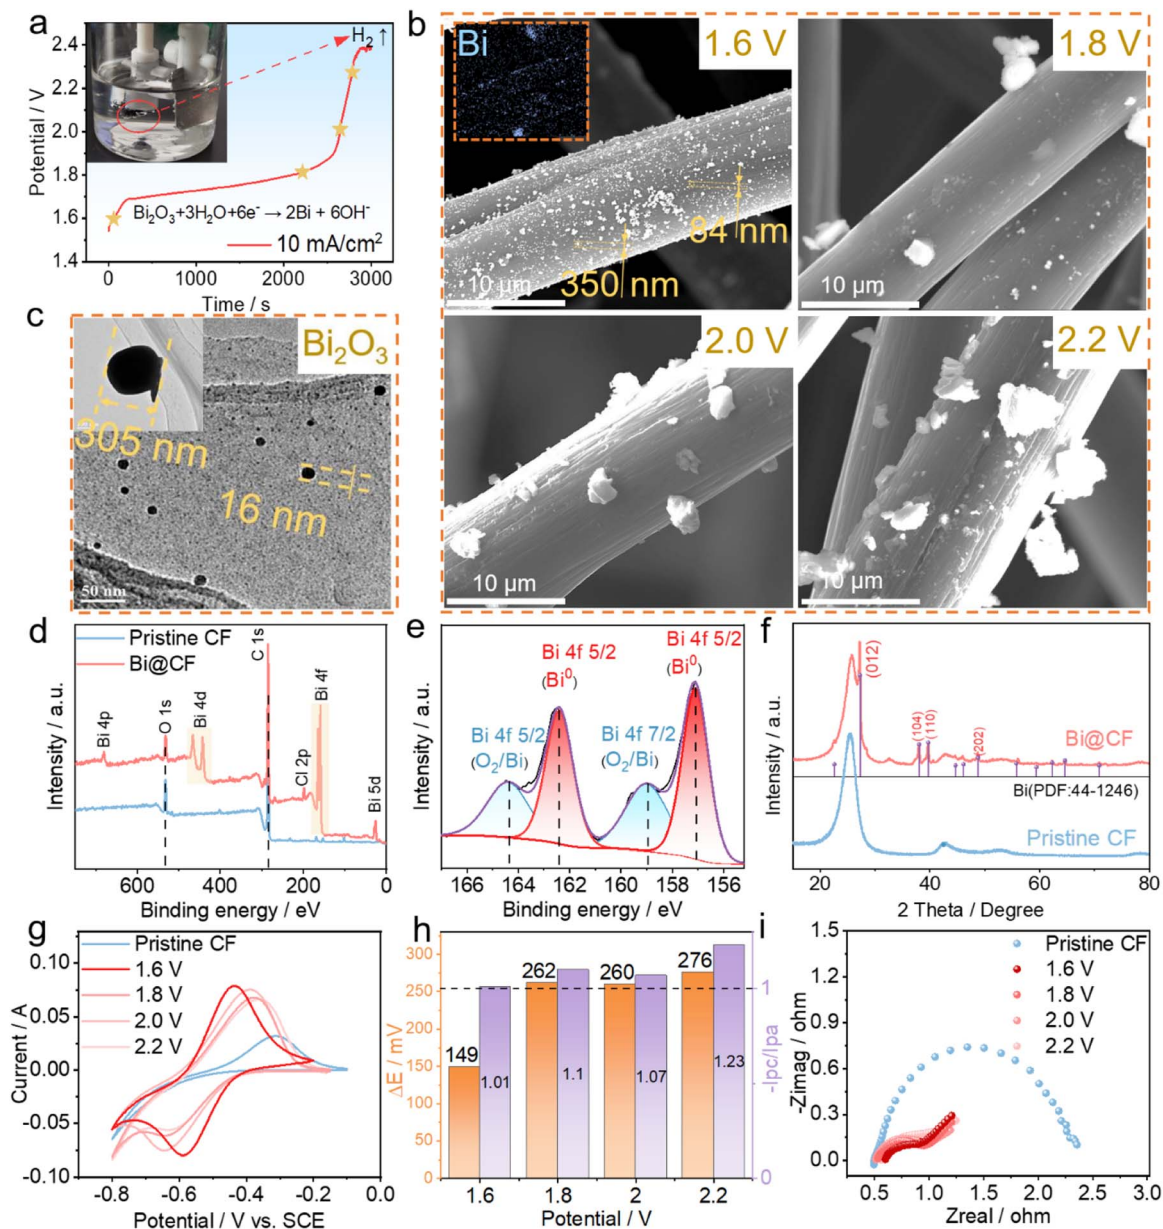 a
H₂ ↑
2.4
2.2
2.0
1.8
1.6
1.4
Potential / V
Bi₂O₃+3H₂O+6e⁻ → 2Bi + 6OH⁻
10 mA/cm²
0
1000
2000
3000
Time / s
b
Bi
1.6 V
84 nm
350 nm
10 µm
1.8 V
10 µm
2.0 V
10 µm
2.2 V
10 µm
c
Bi₂O₃
305 nm
16 nm
50 nm
d
Pristine CF
Bi@CF
Intensity / a.u.
Bi 4p
O 1s
Bi 4d
C 1s
Cl 2p
Bi 4f
Bi 5d
600
400
200
0
Binding energy / eV
e
Intensity / a.u.
Bi 4f 5/2
(Bi⁰)
Bi 4f 5/2
(Bi⁰)
Bi 4f 5/2
(O₂/Bi)
Bi 4f 7/2
(O₂/Bi)
166
164
162
160
158
156
Binding energy / eV
f
Intensity / a.u.
(012)
(104)
(110)
(202)
Bi@CF
Bi(PDF:44-1246)
Pristine CF
20
40
60
80
2 Theta / Degree
g
Pristine CF
1.6 V
1.8 V
2.0 V
2.2 V
0.10
0.05
0.00
-0.05
-0.10
Current / A
-0.8
-0.6
-0.4
-0.2
0.0
Potential / V vs. SCE
h
300
250
200
150
100
50
0
ΔE / mV
149
262
260
276
1.01
1.1
1.07
1.23
1
0
-Ipc/Ipa
1.6
1.8
2
2.2
Potential / V
i
-1.5
-1.2
-0.9
-0.6
-0.3
0.0
-Zimag / ohm
Pristine CF
1.6 V
1.8 V
2.0 V
2.2 V
0.0
0.5
1.0
1.5
2.0
2.5
3.0
Zreal / ohm